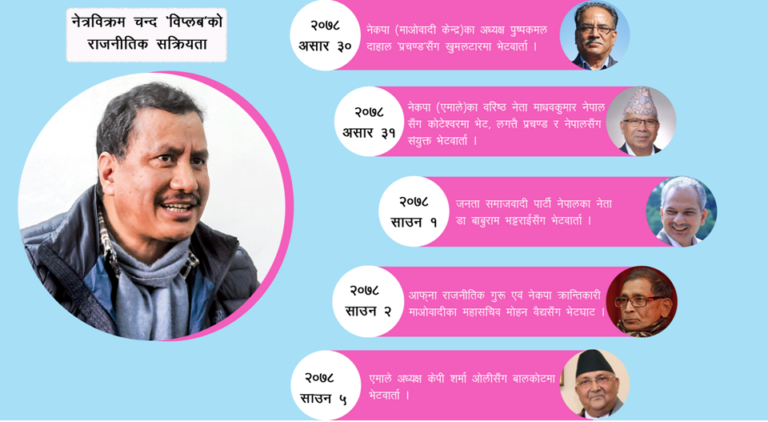 नेत्रविक्रम चन्द 'विप्लब'को
राजनीतिक सक्रियता
२०७८
असार ३०
नेकपा (माओवादी केन्द्र)का अध्यक्ष पुष्पकमल
दाहाल 'प्रचण्ड'सँग खुमलटारमा भेटवार्ता ।
२०७८
असार ३१
नेकपा (एमाले)का वरिष्ठ नेता माधवकुमार नेपाल
सँग कोटेश्वरमा भेट, लगत्तै प्रचण्ड र नेपालसँग
संयुक्त भेटवार्ता ।
२०७८
साउन १
जनता समाजवादी पार्टी नेपालका नेता
डा बाबुराम भट्टराईसँग भेटवार्ता ।
२०७८
साउन २
आफ्ना राजनीतिक गुरू एवं नेकपा क्रान्तिकारी
माओवादीका महासचिव मोहन वैद्यसँग भेटघाट ।
२०७८
साउन ५
एमाले अध्यक्ष केपी शर्मा ओलीसँग बालकोटमा
भेटवार्ता ।